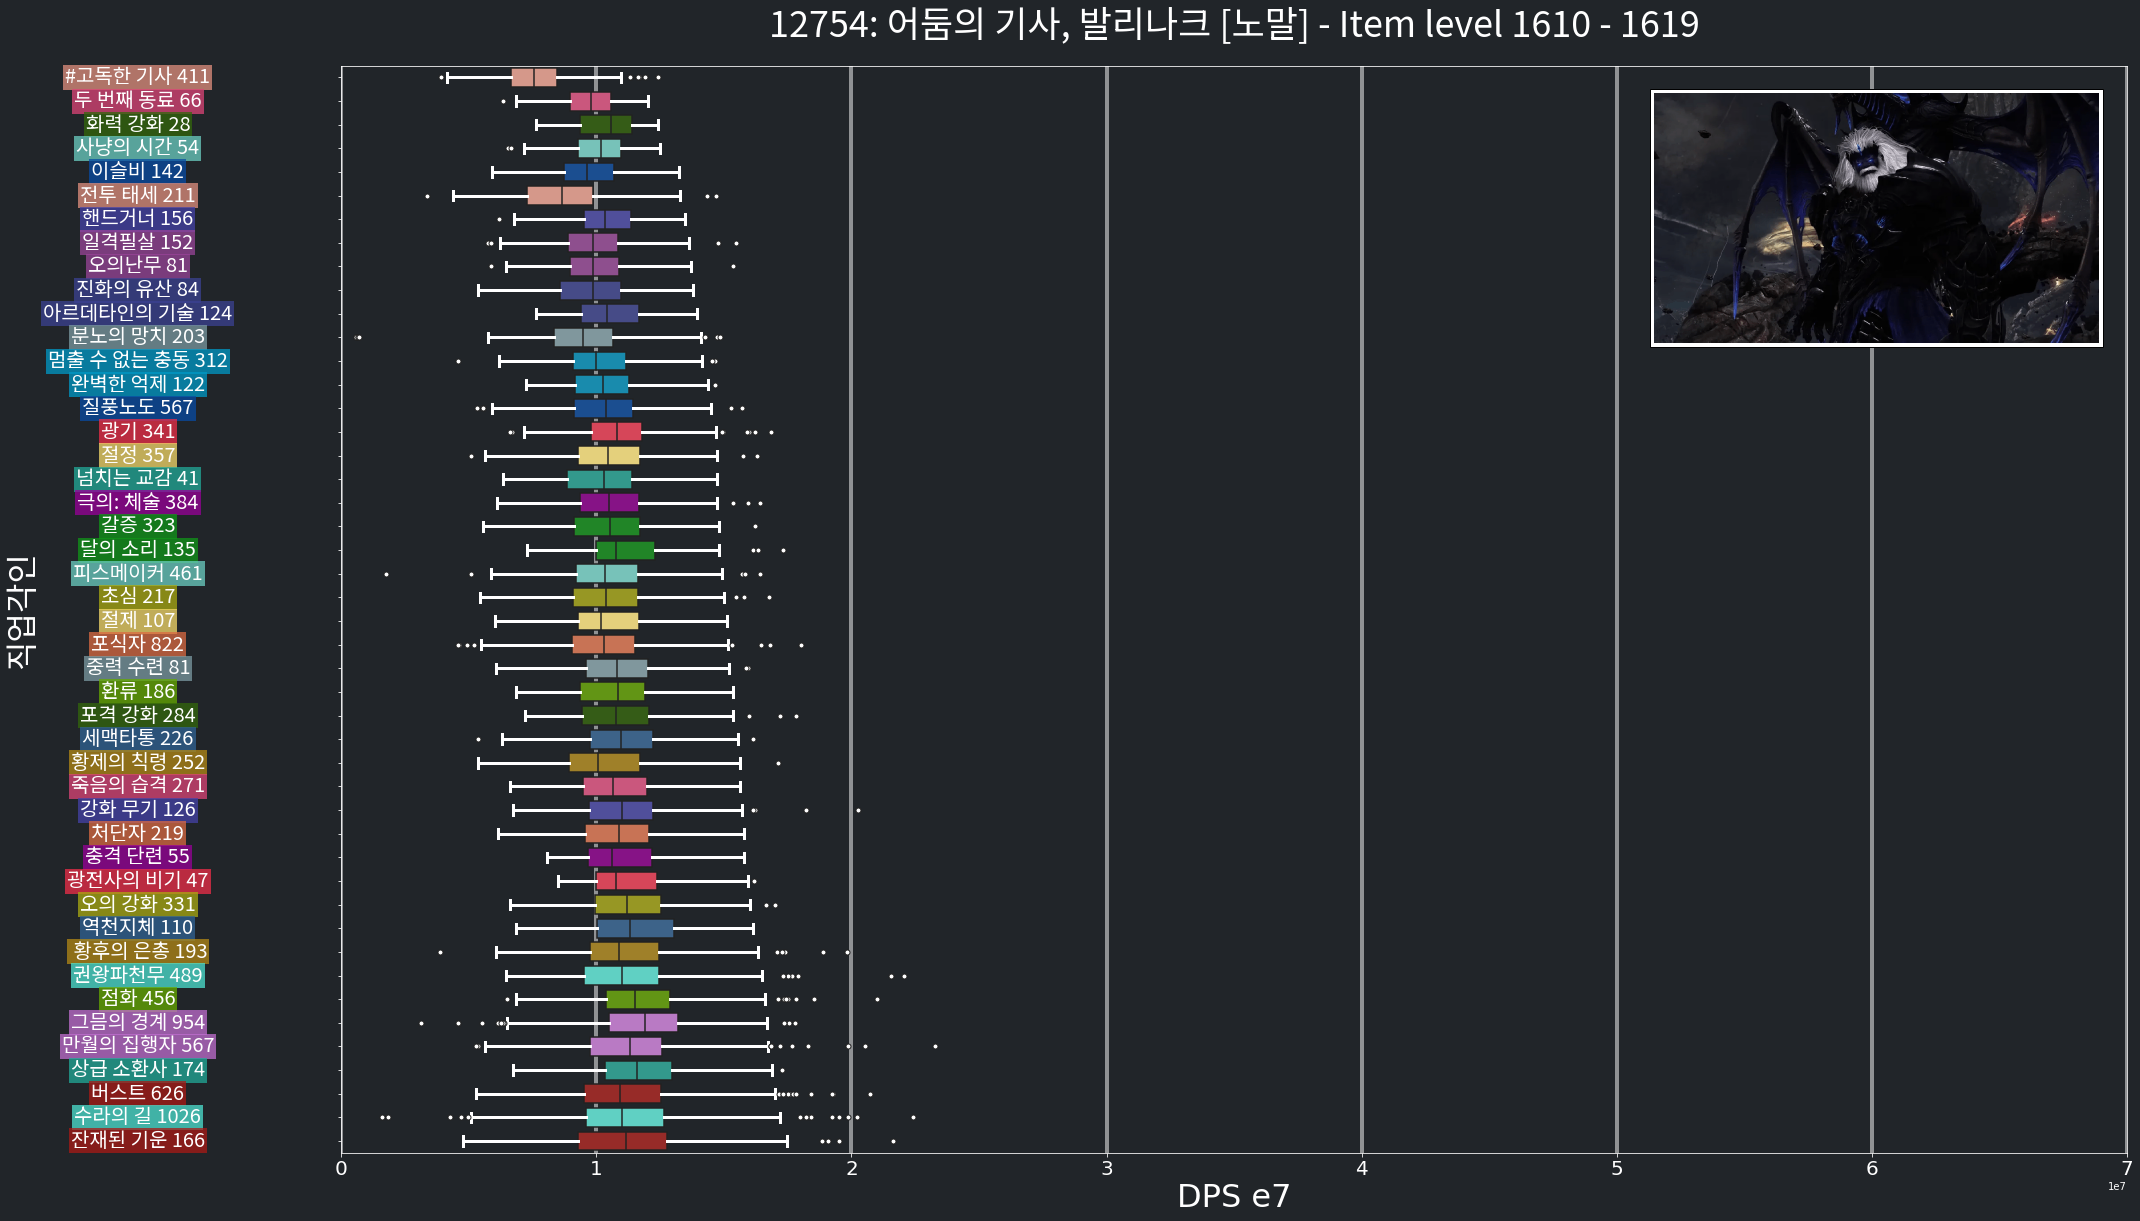 12754: 어둠의 기사, 발리나크 [노말] - Item level 1610 - 1619
#고독한 기사 411
두 번째 동료 66
화력 강화 28
사냥의 시간 54
이슬비 142
전투 태세 211
핸드거너 156
일격필살 152
오의난무 81
진화의 유산 84
아르데타인의 기술 124
분노의 망치 203
멈출 수 없는 충동 312
완벽한 억제 122
질풍노도 567
광기 341
절정 357
넘치는 교감 41
극의: 체술 384
갈증 323
달의 소리 135
피스메이커 461
초심 217
절제 107
포식자 822
중력 수련 81
환류 186
포격 강화 284
세맥타통 226
황제의 칙령 252
죽음의 습격 271
강화 무기 126
처단자 219
충격 단련 55
광전사의 비기 47
오의 강화 331
역천지체 110
황후의 은총 193
권왕파천무 489
점화 456
그믐의 경계 954
만월의 집행자 567
상급 소환사 174
버스트 626
수라의 길 1026
잔재된 기운 166
직업각인
0 1 2 3 4 5 6 7
1e7
DPS e7